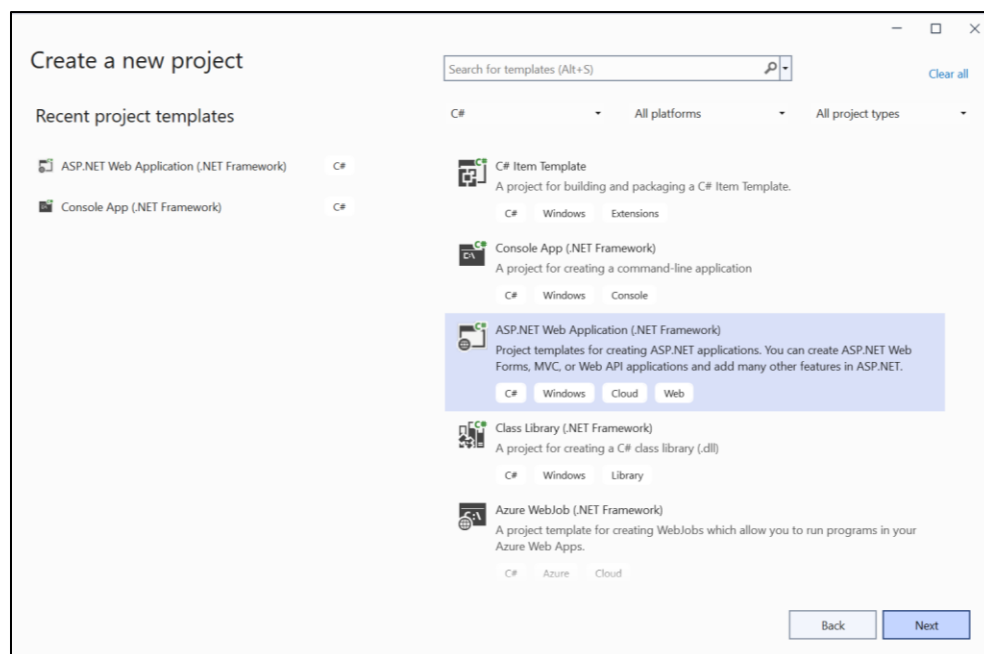 Create a new project
Recent project templates
ASP.NET Web Application (.NET Framework) C#
Console App (.NET Framework) C#
Search for templates (Alt+S)
Clear all
C# All platforms All project types
C# Item Template
A project for building and packaging a C# Item Template.
C# Windows Extensions
Console App (.NET Framework)
A project for creating a command-line application
C# Windows Console
ASP.NET Web Application (.NET Framework)
Project templates for creating ASP.NET applications. You can create ASP.NET Web
Forms, MVC, or Web API applications and add many other features in ASP.NET.
C# Windows Cloud Web
Class Library (.NET Framework)
A project for creating a C# class library (.dll)
C# Windows Library
Azure WebJob (.NET Framework)
A project template for creating WebJobs which allow you to run programs in your
Azure Web Apps.
C# Azure Cloud
Back Next